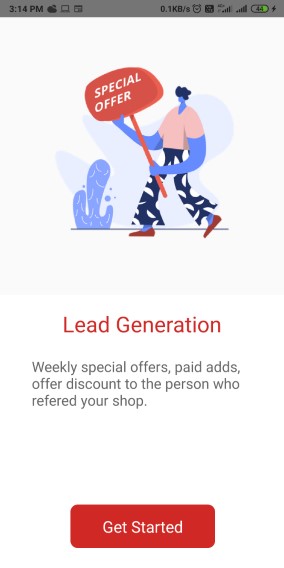 3:14 PM
0.1KB/s
44
SPECIAL
OFFER
Lead Generation
Weekly special offers, paid adds,
offer discount to the person who
refered your shop.
Get Started